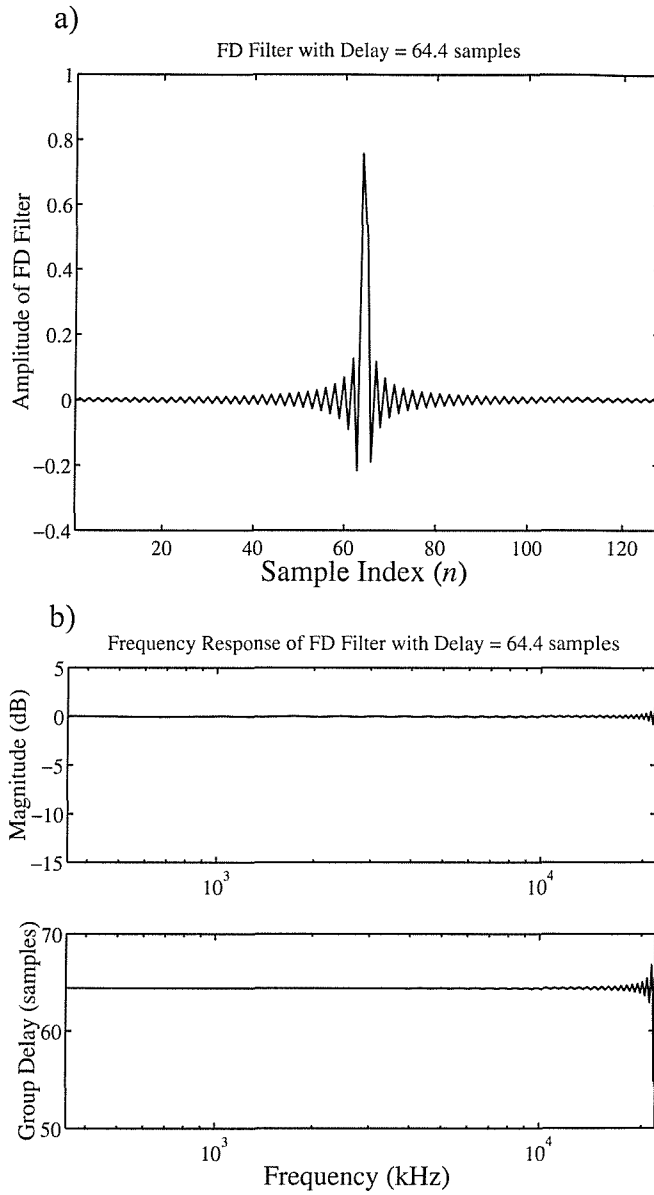 a)
FD Filter with Delay = 64.4 samples
1
0.8
0.6
0.4
0.2
0
−0.2
−0.4
Amplitude of FD Filter
20 40 60 80 100 120
Sample Index (n)
b)
Frequency Response of FD Filter with Delay = 64.4 samples
5
0
−5
−10
−15
Magnitude (dB)
10³ 10⁴
70
60
50
Group Delay (samples)
10³ 10⁴
Frequency (kHz)